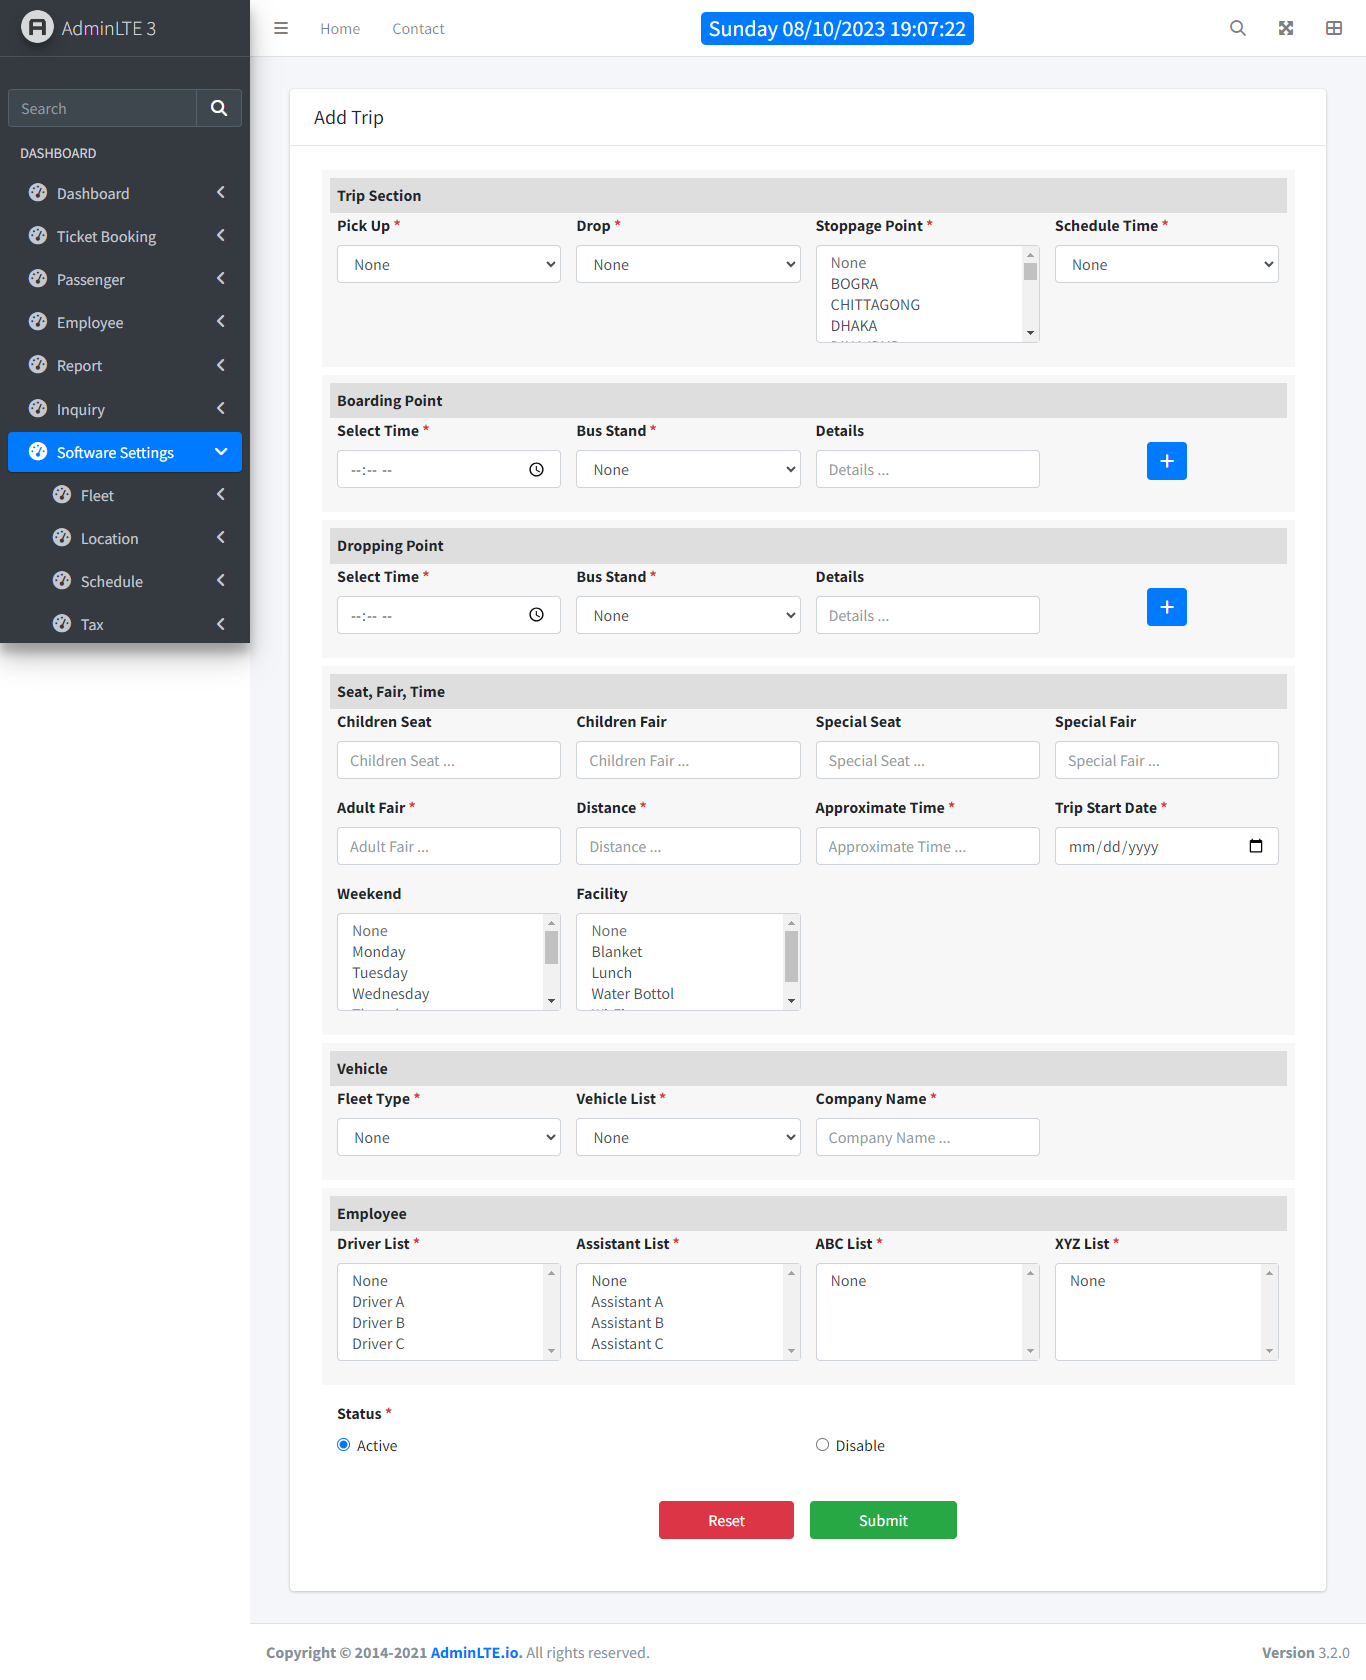 AdminLTE 3
Home
Contact
Sunday 08/10/2023 19:07:22
Search
DASHBOARD
Dashboard
Ticket Booking
Passenger
Employee
Report
Inquiry
Software Settings
Fleet
Location
Schedule
Tax
Add Trip
Trip Section
Pick Up *
Drop *
Stoppage Point *
Schedule Time *
None
None
None
BOGRA
CHITTAGONG
DHAKA
None
Boarding Point
Select Time *
Bus Stand *
Details
--:-- --
None
Details ...
Dropping Point
Select Time *
Bus Stand *
Details
--:-- --
None
Details ...
Seat, Fair, Time
Children Seat
Children Fair
Special Seat
Special Fair
Children Seat ...
Children Fair ...
Special Seat ...
Special Fair ...
Adult Fair *
Distance *
Approximate Time *
Trip Start Date *
Adult Fair ...
Distance ...
Approximate Time ...
mm/dd/yyyy
Weekend
Facility
None
Monday
Tuesday
Wednesday
None
Blanket
Lunch
Water Bottol
Vehicle
Fleet Type *
Vehicle List *
Company Name *
None
None
Company Name ...
Employee
Driver List *
Assistant List *
ABC List *
XYZ List *
None
Driver A
Driver B
Driver C
None
Assistant A
Assistant B
Assistant C
None
None
Status *
Active
Disable
Reset
Submit
Copyright © 2014-2021 AdminLTE.io. All rights reserved.
Version 3.2.0